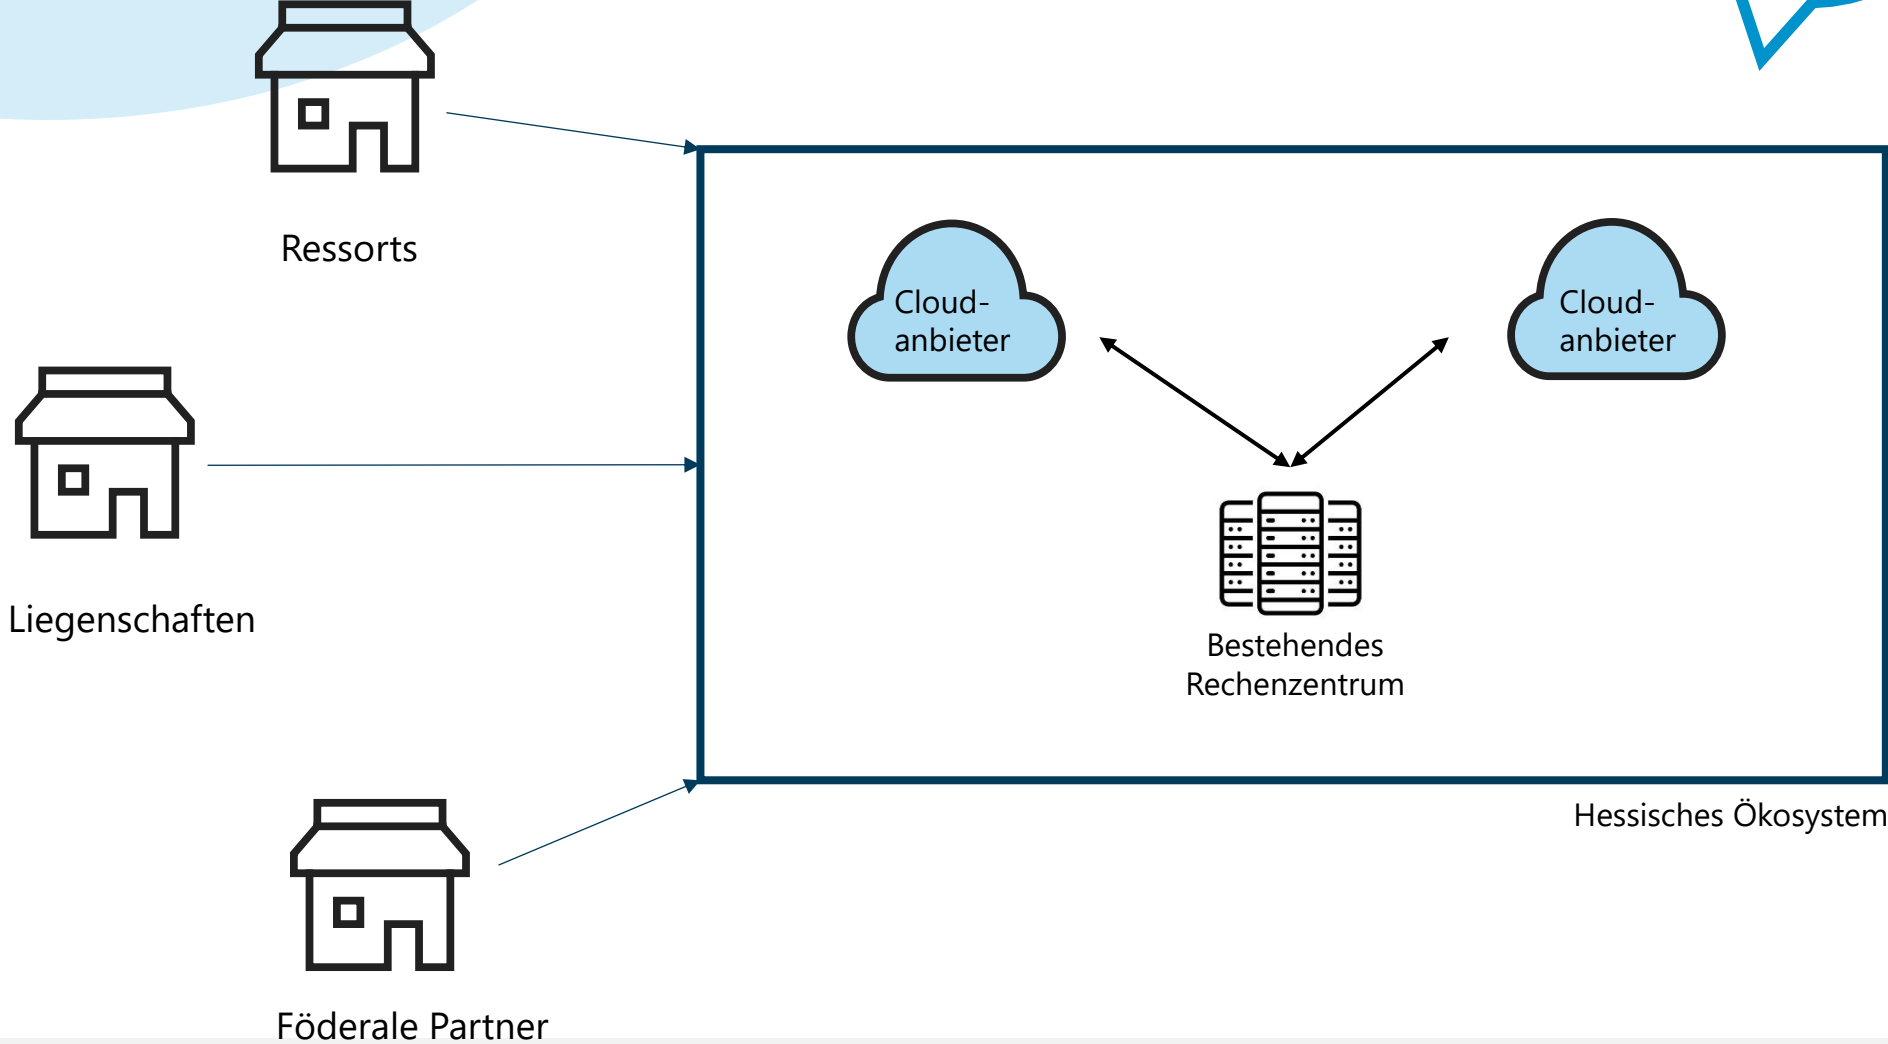 Ressorts
Cloud-
anbieter
Cloud-
anbieter
Liegenschaften
Bestehendes
Rechenzentrum
Hessisches Ökosystem
Föderale Partner